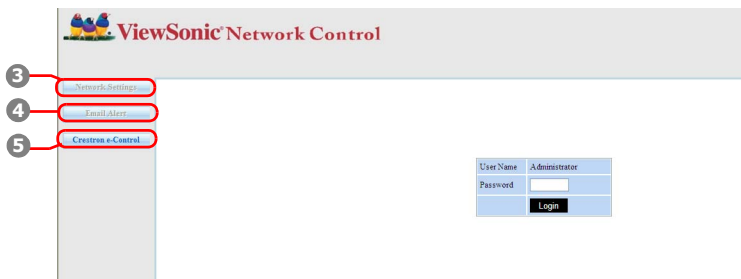 ViewSonic® Network Control
3
Network Settings
4
Email Alert
5
Crestron e-Control
User Name Administrator
Password
Login